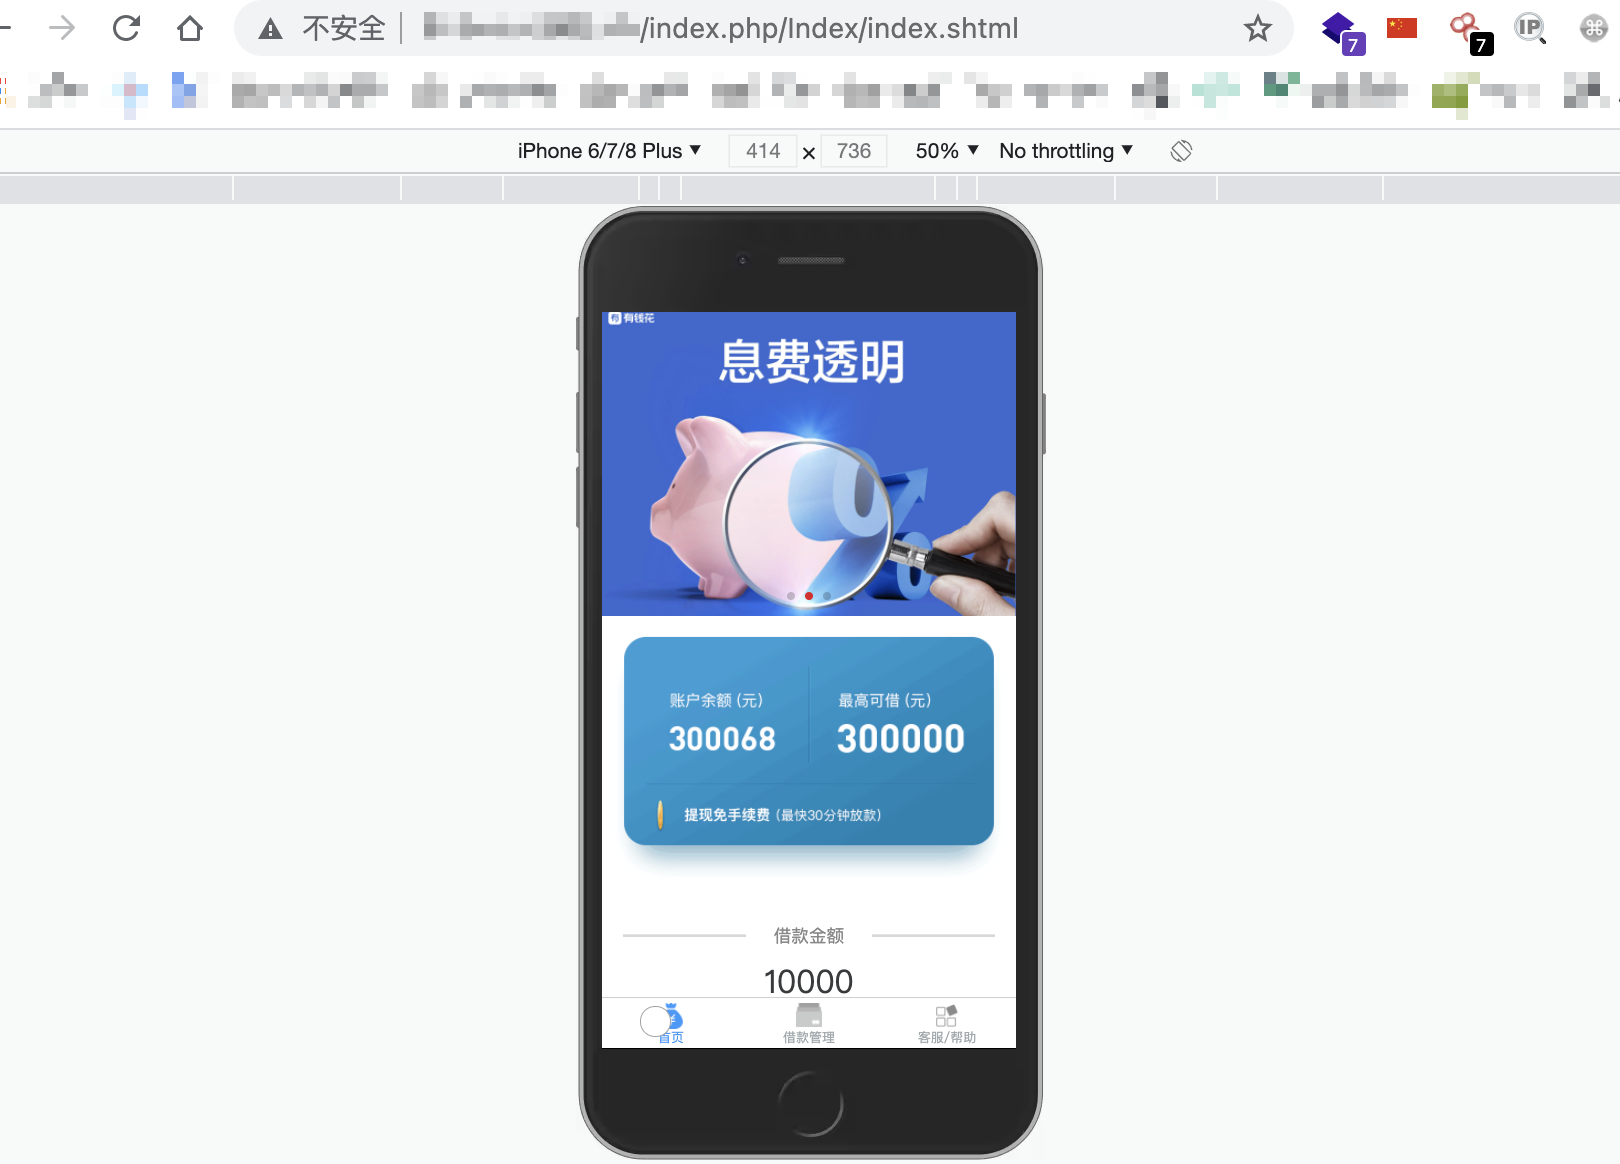 不安全 /index.php/Index/index.shtml
7
7
IP
iPhone 6/7/8 Plus ▼ 414 × 736 50% ▼ No throttling ▼
有钱花
息费透明
账户余额 (元) 最高可借 (元)
300068 300000
提现免手续费 (最快30分钟放款)
借款金额
10000
首页 借款管理 客服/帮助